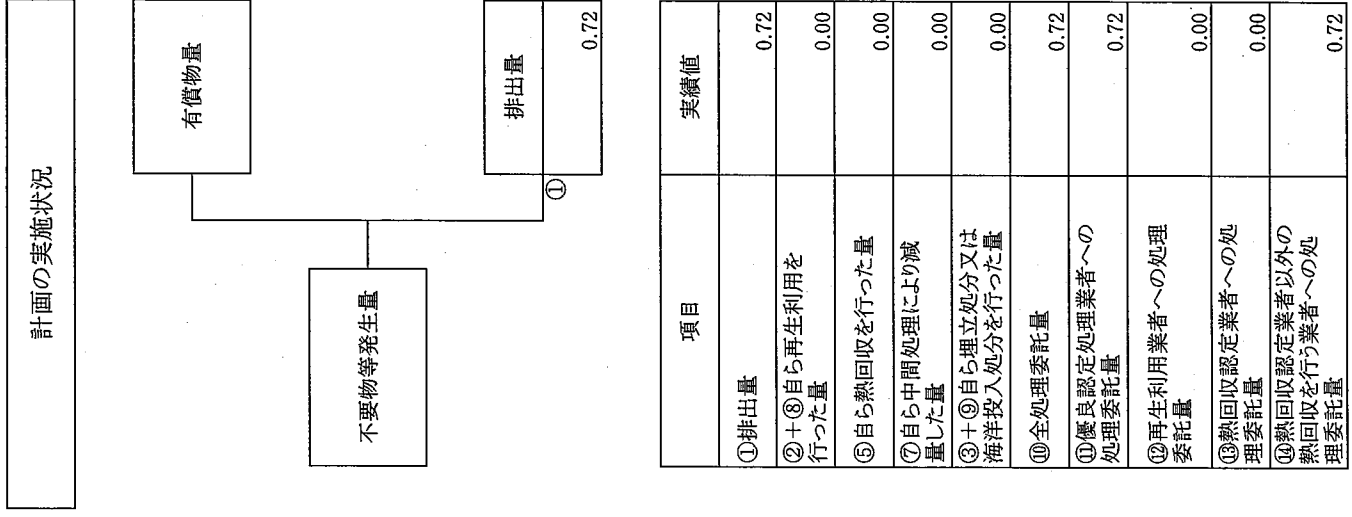 計画の実施状況
不要物等発生量
有償物量
①
排出量
0.72
項目
実績値
①排出量
0.72
②+⑧自ら再生利用を
行った量
0.00
⑤自ら熱回収を行った量
0.00
⑦自ら中間処理により減
量した量
0.00
③+⑨自ら埋立処分又は
海洋投入処分を行った量
0.00
⑩全処理委託量
0.72
⑪優良認定処理業者への
処理委託量
0.72
⑫再生利用業者への処理
委託量
0.00
⑬熱回収認定業者への処
理委託量
0.00
⑭熱回収認定業者以外の
熱回収を行う業者への処
理委託量
0.72